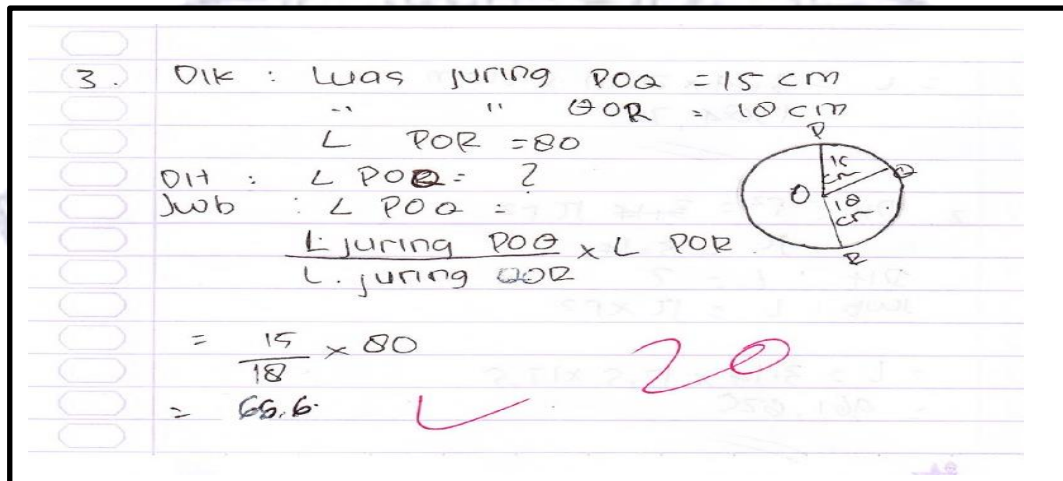 3. DIK : Luas juring POQ = 15 cm
" " QOR = 18 cm
L POR = 80
DIT : L POQ = ?
Jwb : L POQ =
L juring POQ × L POR
L. juring QOR
= 15 × 80
18
= 66,6.
20
P
15 cm
Q
O
18 cm
R